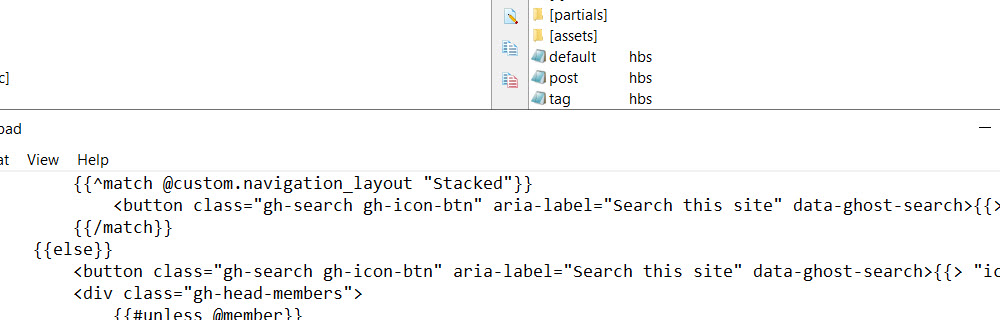 [partials]
[assets]
default hbs
c]
post hbs
tag hbs
pad
at View Help
{{^match @custom.navigation_layout "Stacked"}}
<button class="gh-search gh-icon-btn" aria-label="Search this site" data-ghost-search>{{>
{{/match}}
{{else}}
<button class="gh-search gh-icon-btn" aria-label="Search this site" data-ghost-search>{{> "ic
<div class="gh-head-members">
{{#unless @member}}